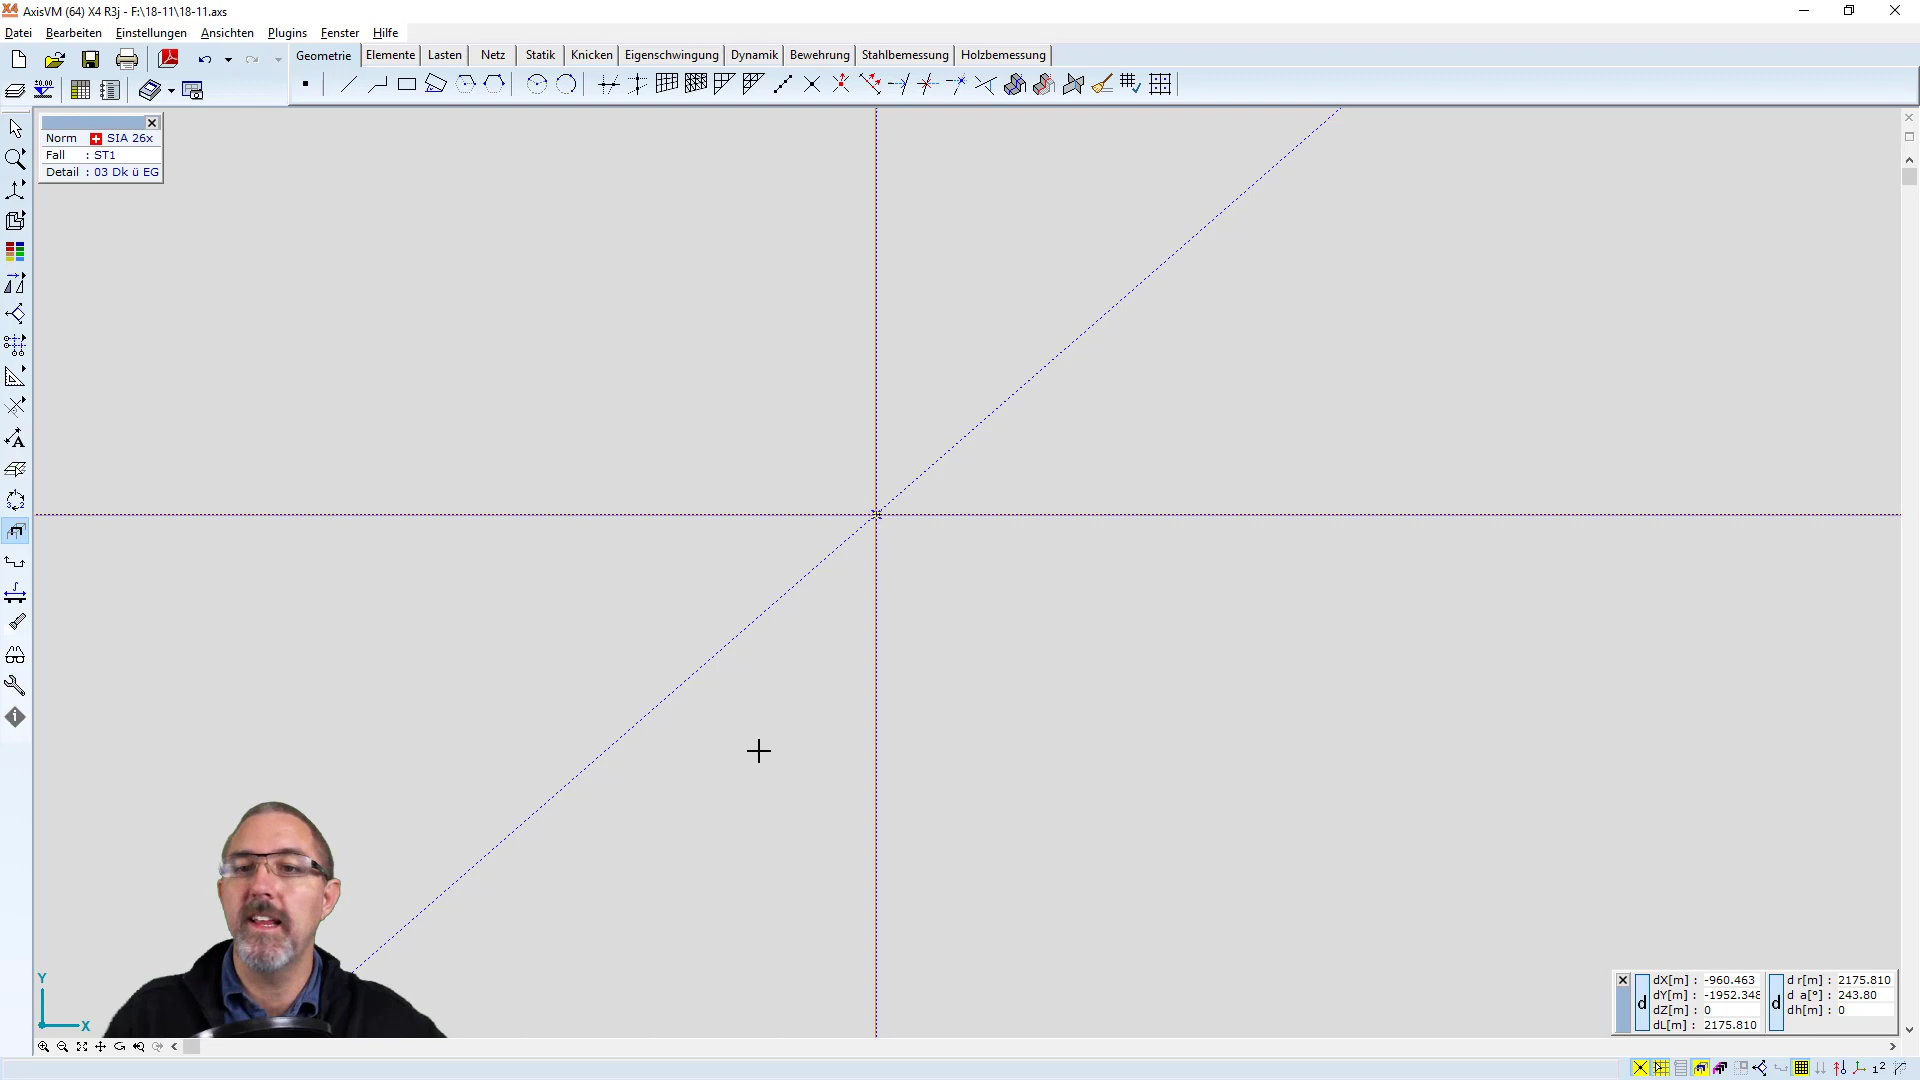 AxisVM (64) X4 R3j - F:\18-11\18-11.axs
Datei Bearbeiten Einstellungen Ansichten Plugins Fenster Hilfe
Geometrie Elemente Lasten Netz Statik Knicken Eigenschwingung Dynamik Bewehrung Stahlbemessung Holzbemessung
Norm SIA 26x
Fall : ST1
Detail : 03 Dk ü EG
Y
X
dX[m] : -960.463
dY[m] : -1952.348
dZ[m] : 0
dL[m] : 2175.810
d r[m] : 2175.810
d a[°] : 243.80
dh[m] : 0
d
d